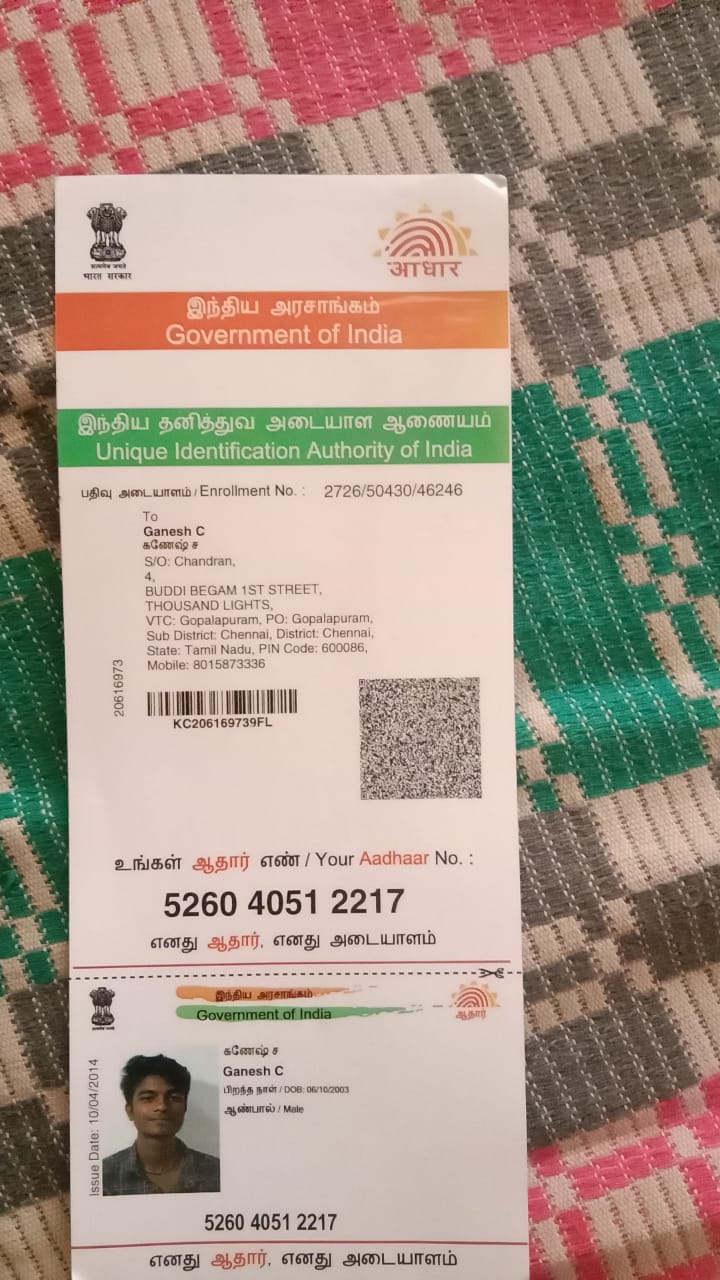 सत्यमेव जयते
भारत सरकार
आधार
இந்திய அரசாங்கம்
Government of India
இந்திய தனித்துவ அடையாள ஆணையம்
Unique Identification Authority of India
பதிவு அடையாளம் / Enrollment No. : 2726/50430/46246
To
Ganesh C
கணேஷ் ச
S/O: Chandran,
4,
BUDDI BEGAM 1ST STREET,
THOUSAND LIGHTS,
VTC: Gopalapuram, PO: Gopalapuram,
Sub District: Chennai, District: Chennai,
State: Tamil Nadu, PIN Code: 600086,
Mobile: 8015873336
20616973
KC206169739FL
உங்கள் ஆதார் எண் / Your Aadhaar No. :
5260 4051 2217
எனது ஆதார், எனது அடையாளம்
இந்திய அரசாங்கம்
Government of India
ஆதார்
Issue Date: 10/04/2014
கணேஷ் ச
Ganesh C
பிறந்த நாள் / DOB: 06/10/2003
ஆண்பால் / Male
5260 4051 2217
எனது ஆதார், எனது அடையாளம்